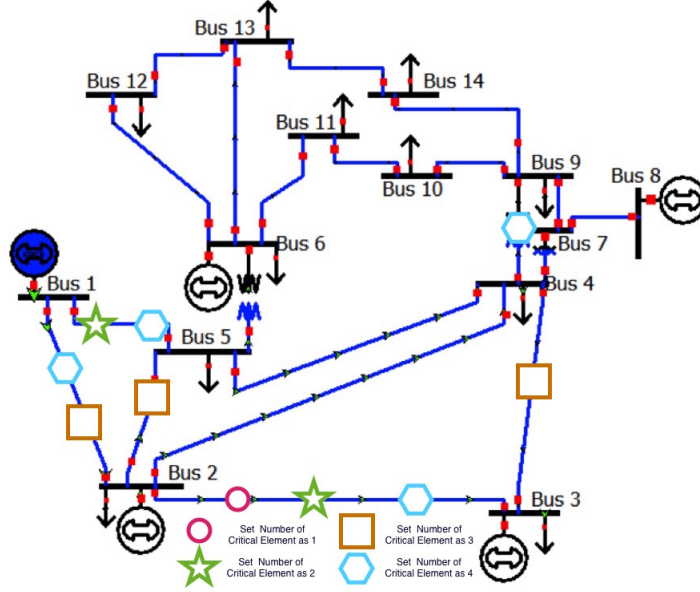 Bus 13
Bus 12
Bus 14
Bus 11
Bus 9
Bus 8
Bus 10
Bus 6
Bus 7
Bus 1
Bus 4
Bus 5
Bus 2
Bus 3
Set Number of
Critical Element as 1
Set Number of
Critical Element as 3
Set Number of
Critical Element as 2
Set Number of
Critical Element as 4